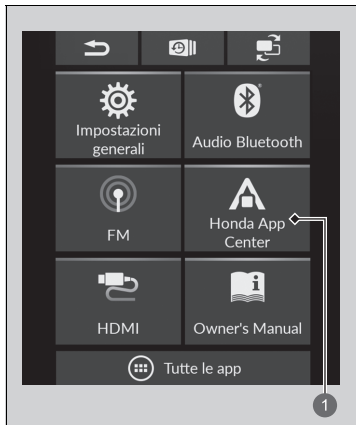 Impostazioni
generali
Audio Bluetooth
FM
Honda App
Center
HDMI
Owner's Manual
Tutte le app
1